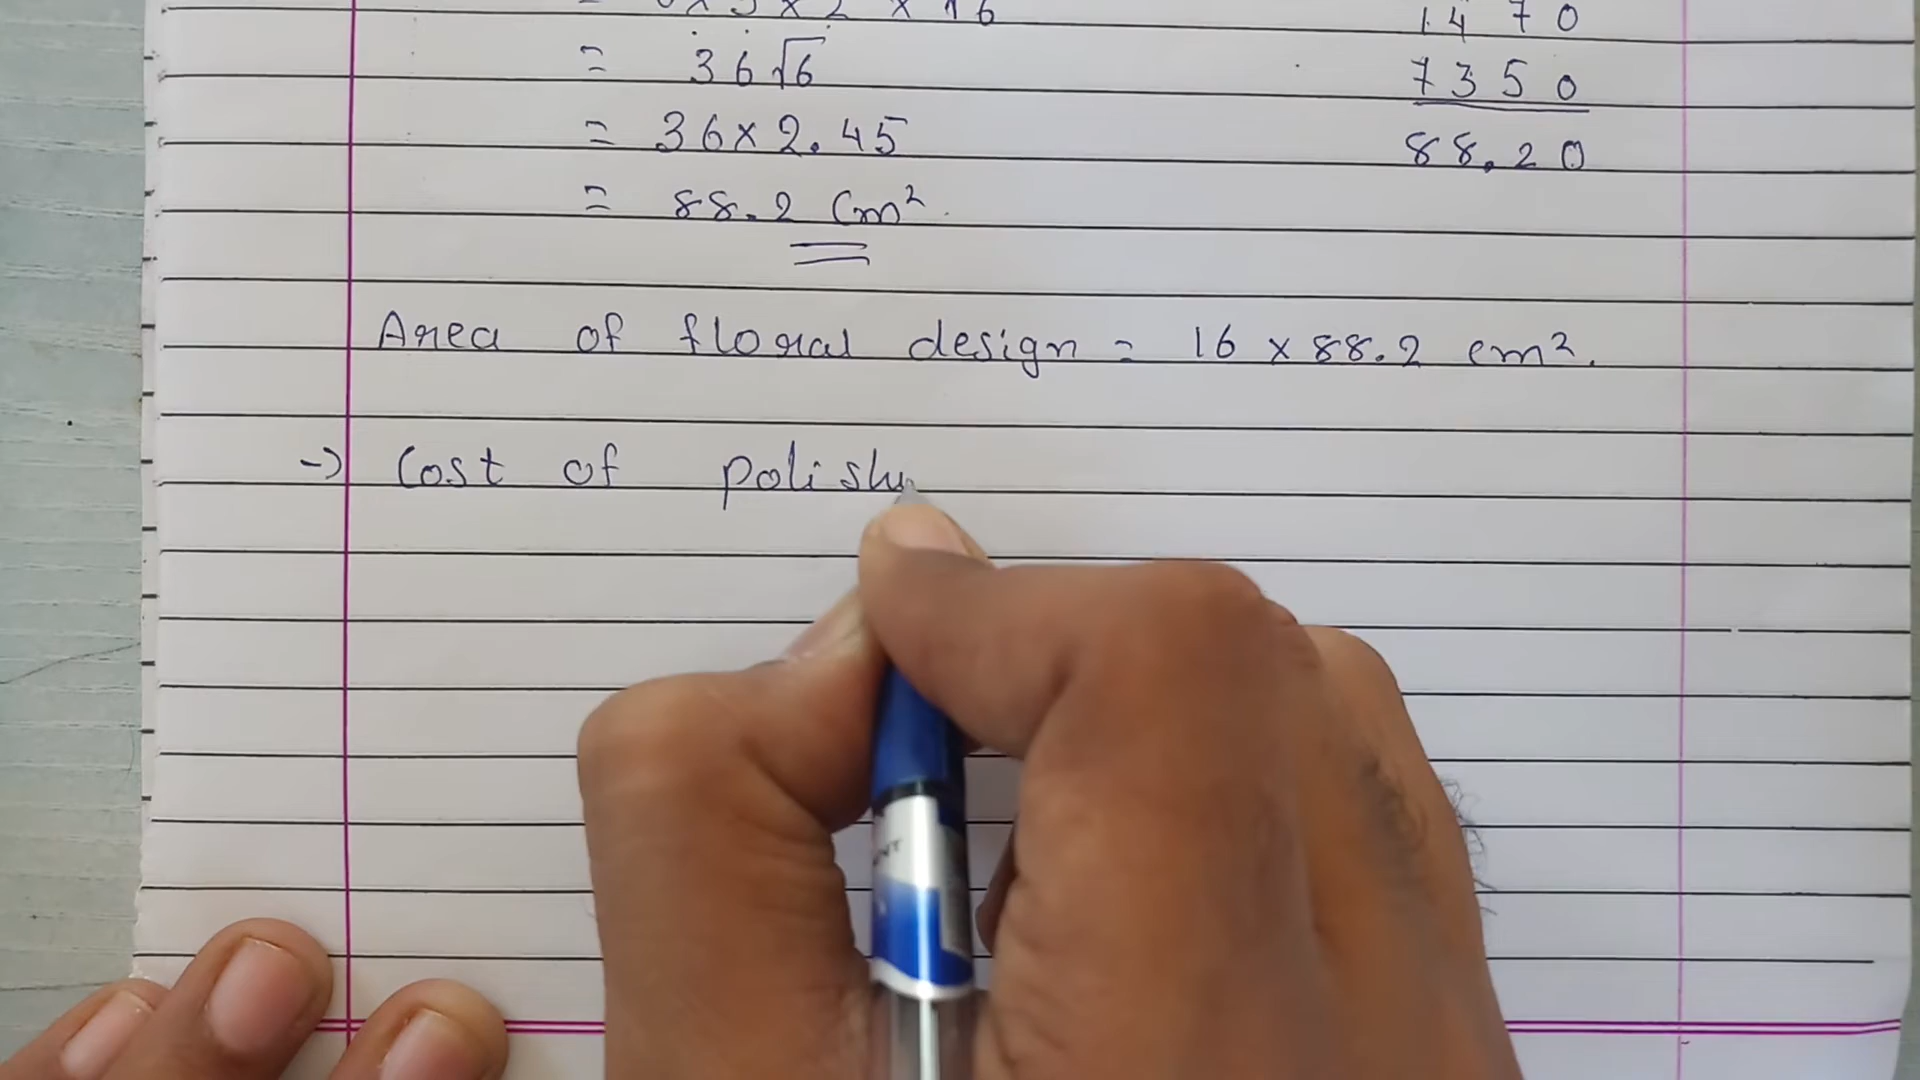 = 36√6
= 36 × 2.45
= 88.2 Cm²
1470
7350
88.20
Area of floral design = 16 × 88.2 cm².
→ Cost of polish